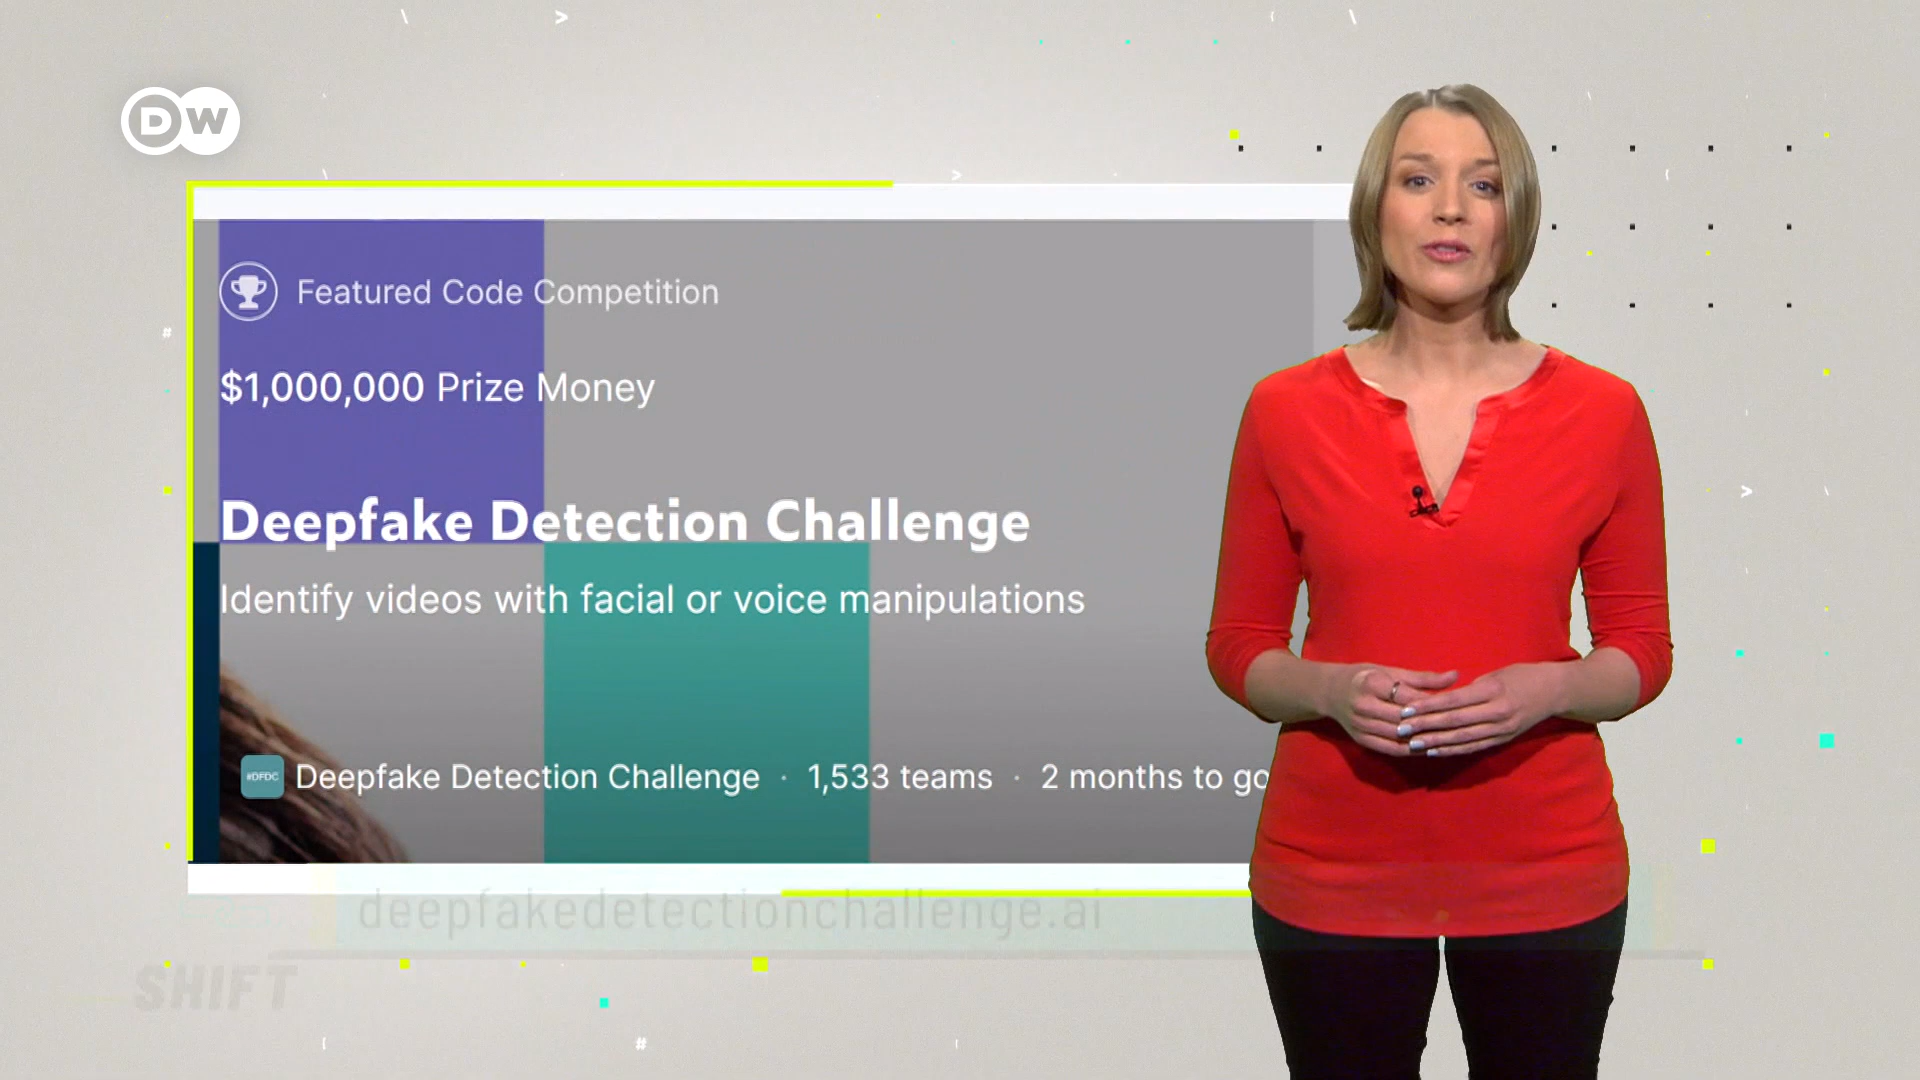 DW
Featured Code Competition
$1,000,000 Prize Money
Deepfake Detection Challenge
Identify videos with facial or voice manipulations
#DFDC Deepfake Detection Challenge · 1,533 teams · 2 months to go
deepfakedetectionchallenge.ai
SHIFT